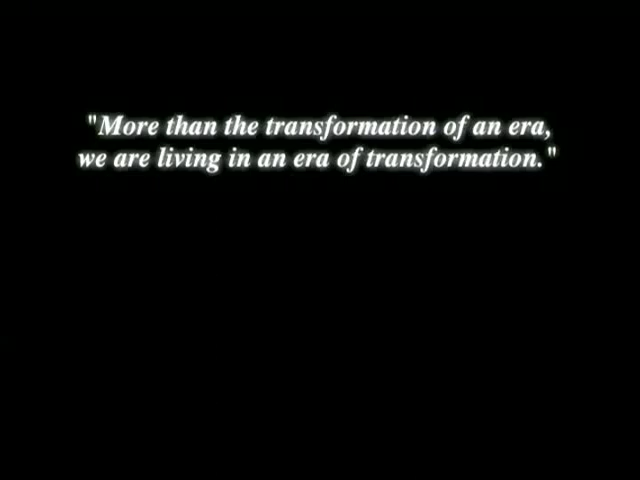 "More than the transformation of an era,
we are living in an era of transformation."